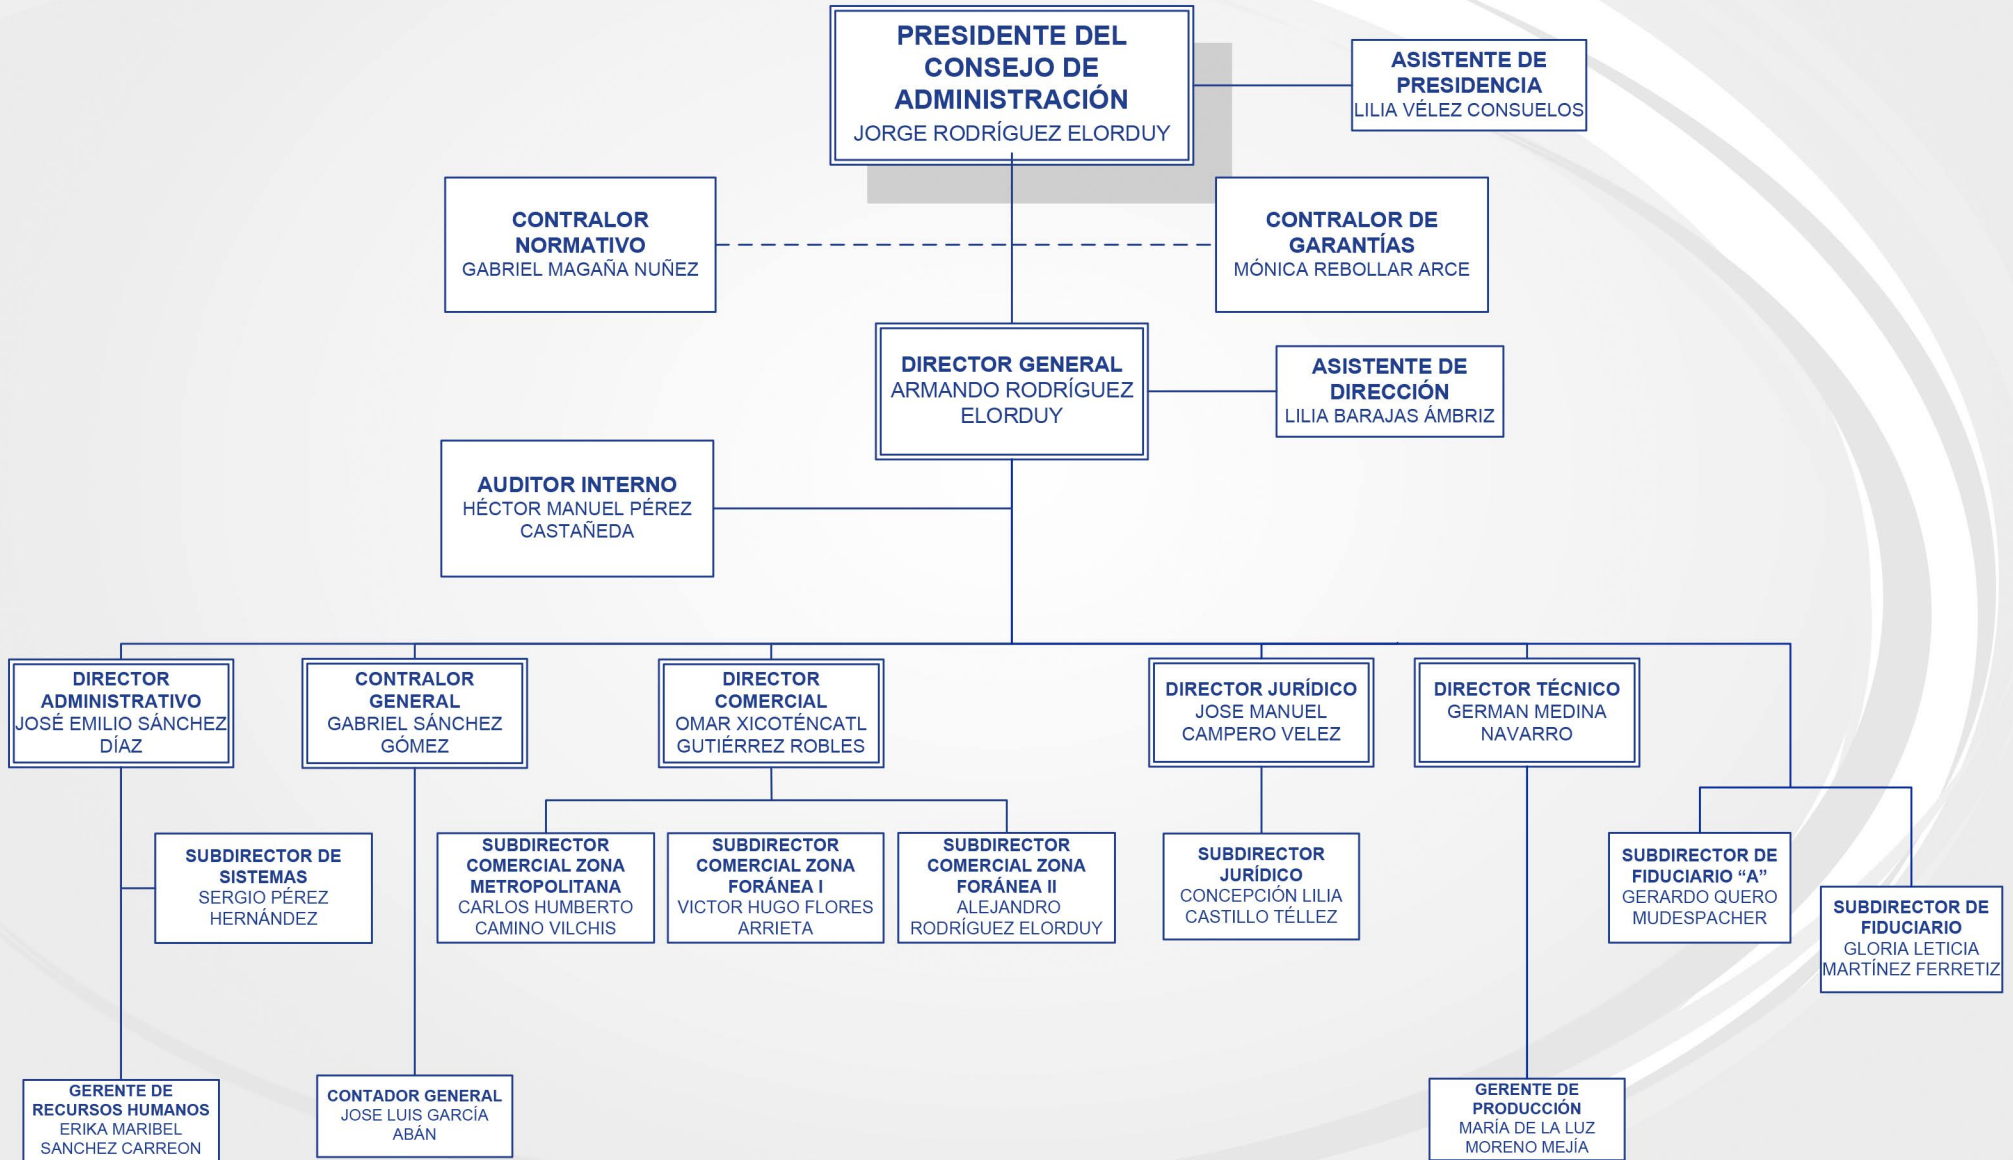 PRESIDENTE DEL
CONSEJO DE
ADMINISTRACIÓN
JORGE RODRÍGUEZ ELORDUY
ASISTENTE DE
PRESIDENCIA
LILIA VÉLEZ CONSUELOS
CONTRALOR
NORMATIVO
GABRIEL MAGAÑA NUÑEZ
CONTRALOR DE
GARANTÍAS
MÓNICA REBOLLAR ARCE
DIRECTOR GENERAL
ARMANDO RODRÍGUEZ
ELORDUY
ASISTENTE DE
DIRECCIÓN
LILIA BARAJAS ÁMBRIZ
AUDITOR INTERNO
HÉCTOR MANUEL PÉREZ
CASTAÑEDA
DIRECTOR
ADMINISTRATIVO
JOSÉ EMILIO SÁNCHEZ
DÍAZ
CONTRALOR
GENERAL
GABRIEL SÁNCHEZ
GÓMEZ
DIRECTOR
COMERCIAL
OMAR XICOTÉNCATL
GUTIÉRREZ ROBLES
DIRECTOR JURÍDICO
JOSE MANUEL
CAMPERO VELEZ
DIRECTOR TÉCNICO
GERMAN MEDINA
NAVARRO
SUBDIRECTOR DE
SISTEMAS
SERGIO PÉREZ
HERNÁNDEZ
SUBDIRECTOR
COMERCIAL ZONA
METROPOLITANA
CARLOS HUMBERTO
CAMINO VILCHIS
SUBDIRECTOR
COMERCIAL ZONA
FORÁNEA I
VICTOR HUGO FLORES
ARRIETA
SUBDIRECTOR
COMERCIAL ZONA
FORÁNEA II
ALEJANDRO
RODRÍGUEZ ELORDUY
SUBDIRECTOR
JURÍDICO
CONCEPCIÓN LILIA
CASTILLO TÉLLEZ
SUBDIRECTOR DE
FIDUCIARIO “A”
GERARDO QUERO
MUDESPACHER
SUBDIRECTOR DE
FIDUCIARIO
GLORIA LETICIA
MARTÍNEZ FERRETIZ
GERENTE DE
RECURSOS HUMANOS
ERIKA MARIBEL
SANCHEZ CARREON
CONTADOR GENERAL
JOSE LUIS GARCÍA
ABÁN
GERENTE DE
PRODUCCIÓN
MARÍA DE LA LUZ
MORENO MEJÍA